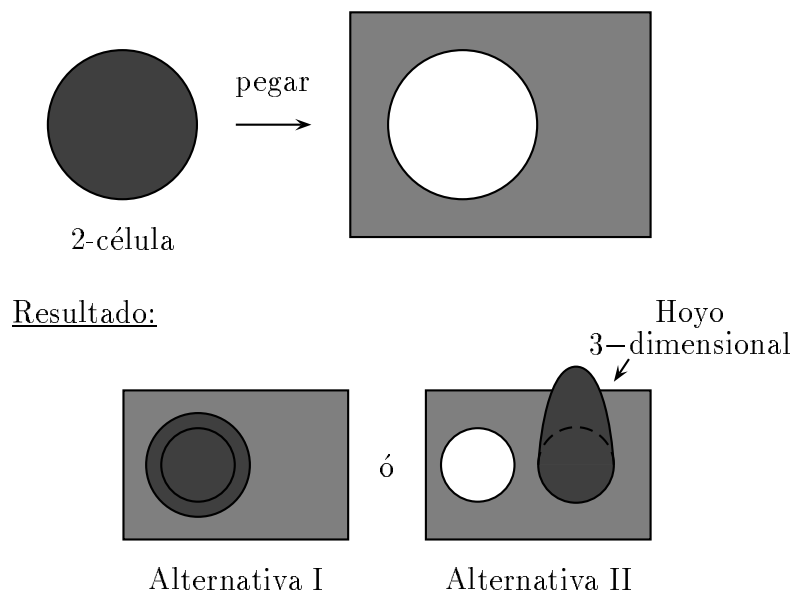 pegar
2-célula
Resultado:
Hoyo
3–dimensional
ó
Alternativa I
Alternativa II